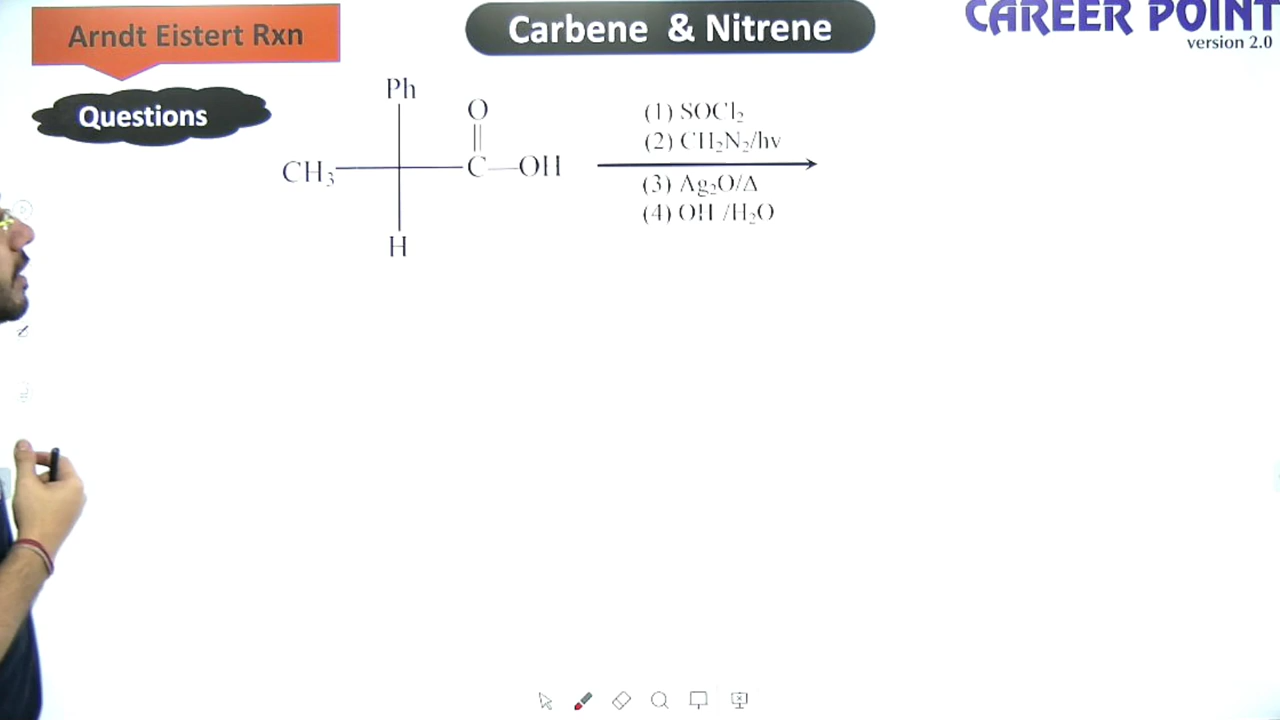 Arndt Eistert Rxn
Carbene & Nitrene
CAREER POINT
version 2.0
Questions
Ph
O
CH3
C—OH
H
(1) SOCl2
(2) CH2N2/hν
(3) Ag2O/Δ
(4) OH /H2O